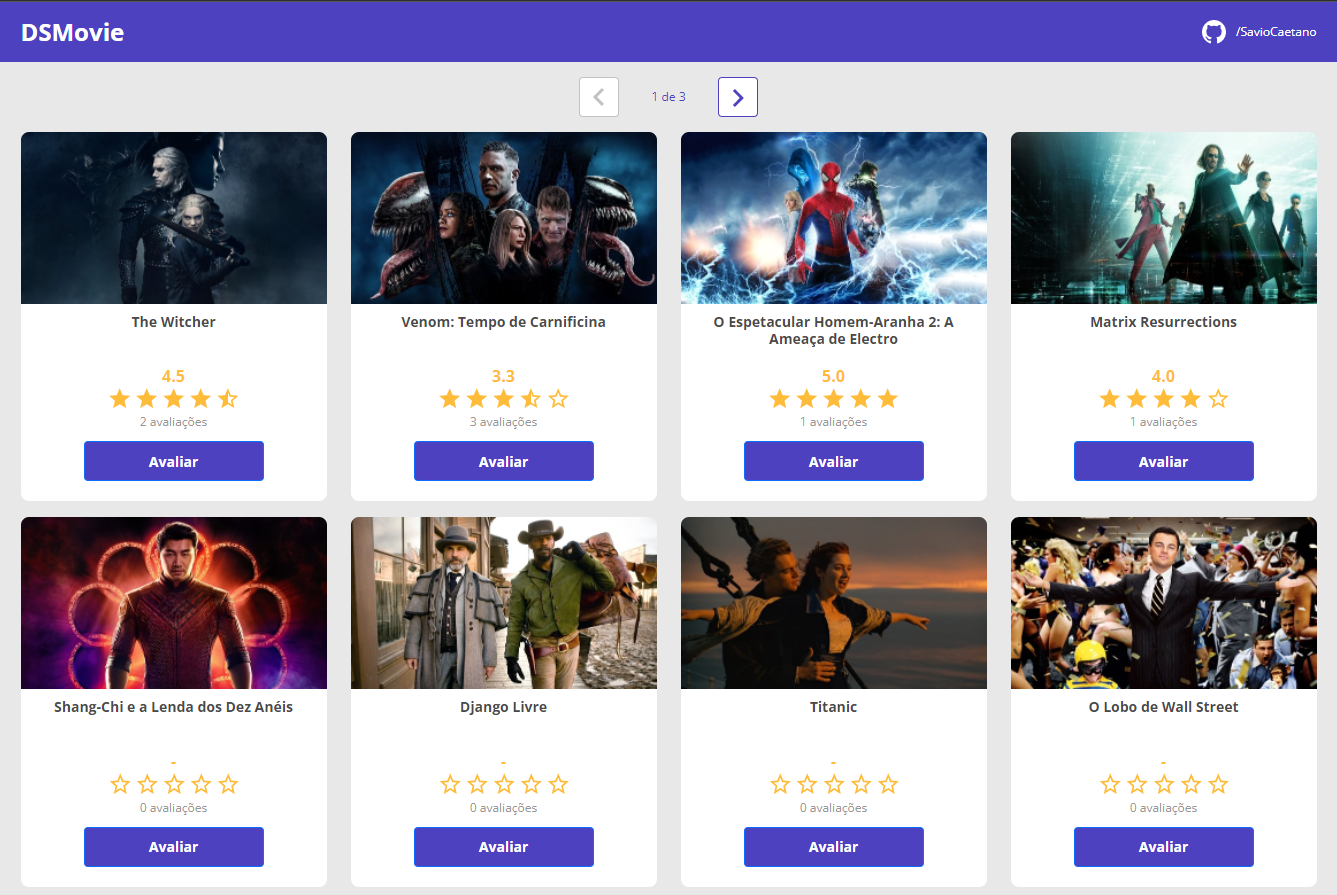 DSMovie
/SavioCaetano
1 de 3
The Witcher
4.5
2 avaliações
Avaliar
Venom: Tempo de Carnificina
3.3
3 avaliações
Avaliar
O Espetacular Homem-Aranha 2: A
Ameaça de Electro
5.0
1 avaliações
Avaliar
Matrix Resurrections
4.0
1 avaliações
Avaliar
Shang-Chi e a Lenda dos Dez Anéis
-
0 avaliações
Avaliar
Django Livre
-
0 avaliações
Avaliar
Titanic
-
0 avaliações
Avaliar
O Lobo de Wall Street
-
0 avaliações
Avaliar